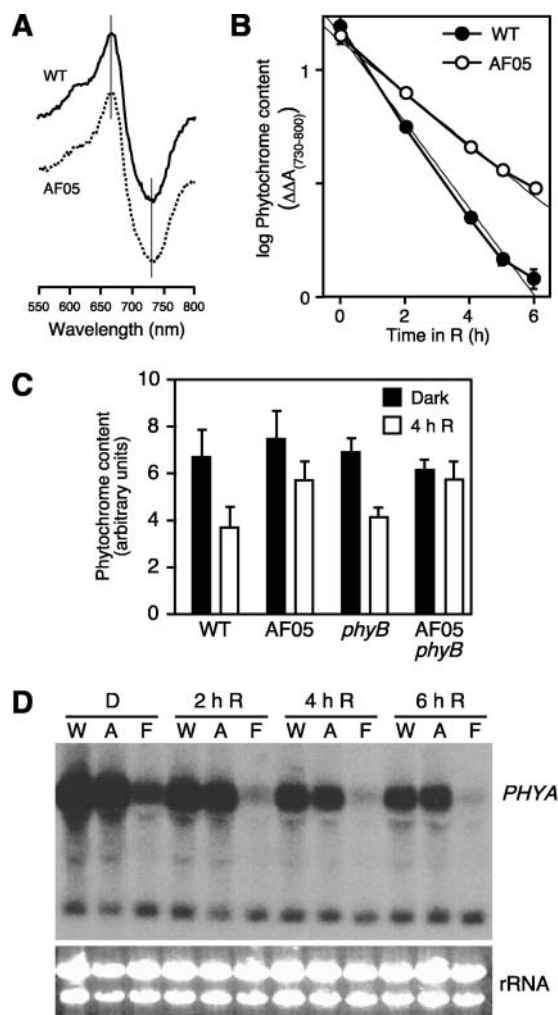 A
WT
AF05
550 600 650 700 750 800
Wavelength (nm)
B
WT
AF05
log Phytochrome content
(ΔΔA(730-800))
1
0
0 2 4 6
Time in R (h)
C
Phytochrome content
(arbitrary units)
10
8
6
4
2
0
Dark
4 h R
WT AF05 phyB AF05
phyB
D
D 2 h R 4 h R 6 h R
W A F W A F W A F W A F
PHYA
rRNA